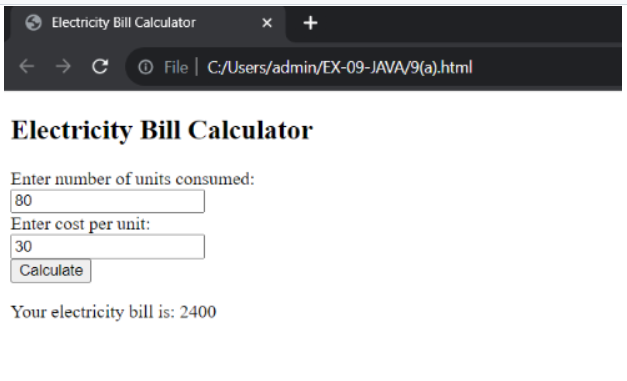 Electricity Bill Calculator
File | C:/Users/admin/EX-09-JAVA/9(a).html
Electricity Bill Calculator
Enter number of units consumed:
80
Enter cost per unit:
30
Calculate
Your electricity bill is: 2400